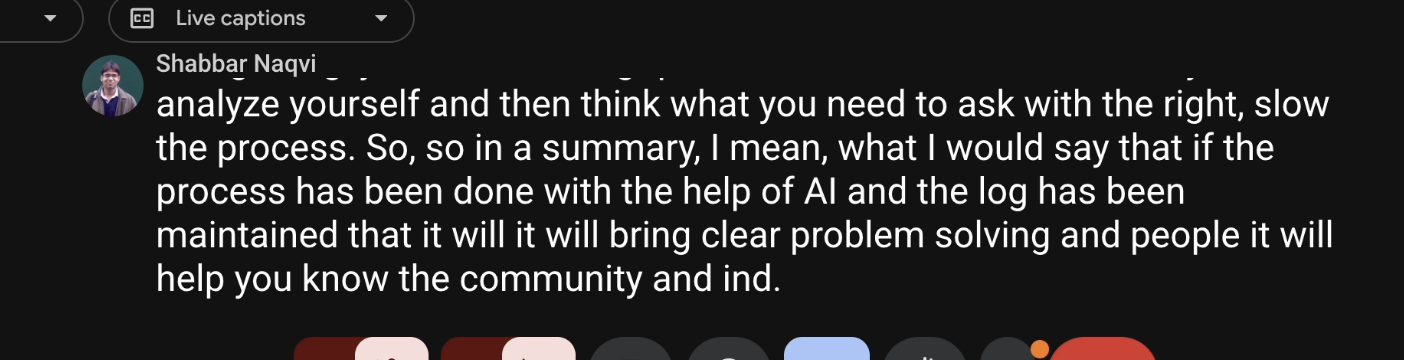 CC Live captions
Shabbar Naqvi
analyze yourself and then think what you need to ask with the right, slow
the process. So, so in a summary, I mean, what I would say that if the
process has been done with the help of AI and the log has been
maintained that it will it will bring clear problem solving and people it will
help you know the community and ind.